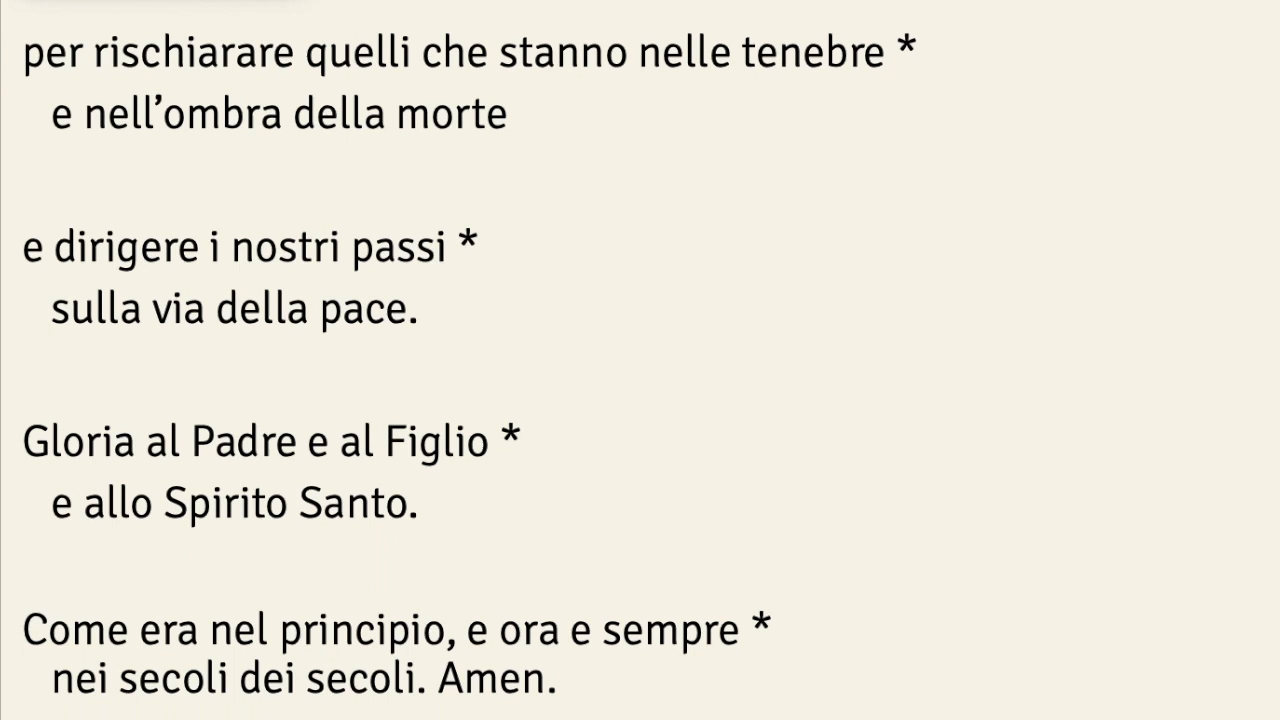 per rischiarare quelli che stanno nelle tenebre *
e nell’ombra della morte
e dirigere i nostri passi *
sulla via della pace.
Gloria al Padre e al Figlio *
e allo Spirito Santo.
Come era nel principio, e ora e sempre *
nei secoli dei secoli. Amen.